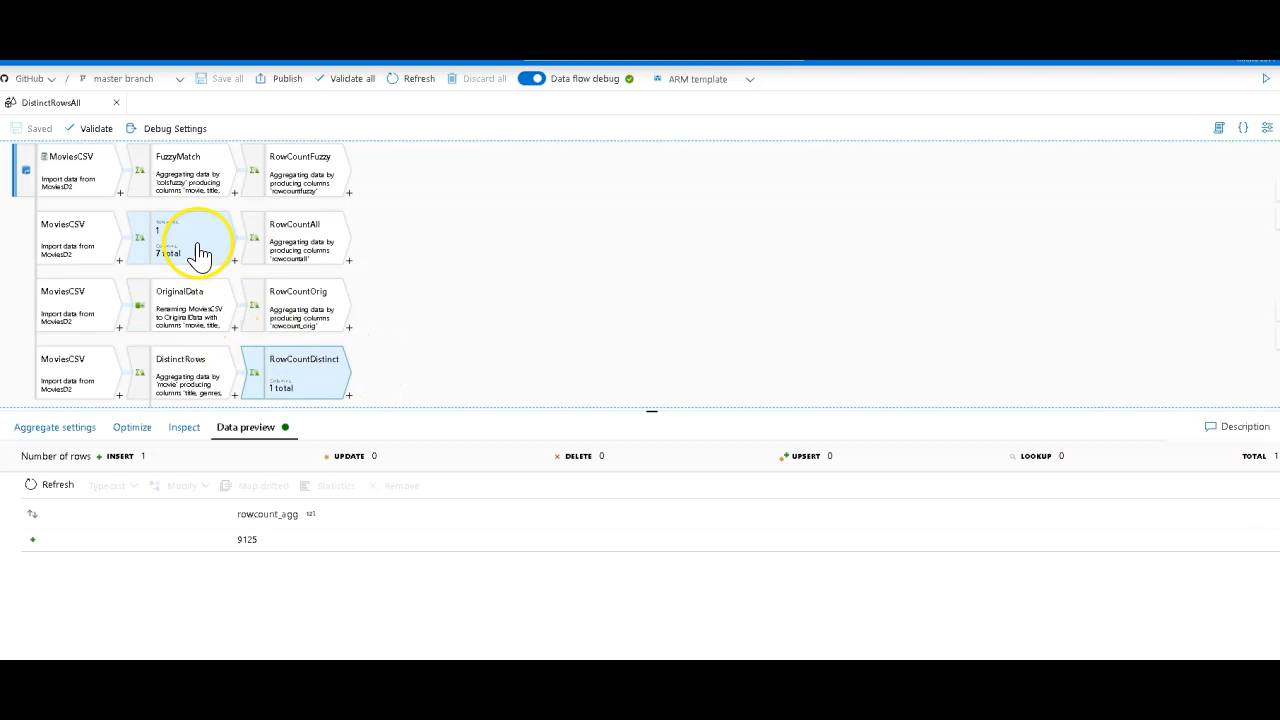 GitHub / master branch Save all Publish Validate all Refresh Discard all Data flow debug ARM template
DistinctRowsAll
Saved Validate Debug Settings
MoviesCSV
Import data from
MoviesD2
FuzzyMatch
Aggregating data by
'colsfuzzy' producing
columns 'movie, title,
RowCountFuzzy
Aggregating data by
producing columns
'rowcountfuzzy'
MoviesCSV
Import data from
MoviesD2
1
7 total
RowCountAll
Aggregating data by
producing columns
'rowcountall'
MoviesCSV
Import data from
MoviesD2
OriginalData
Renaming MoviesCSV
to OriginalData with
columns 'movie, title,
RowCountOrig
Aggregating data by
producing columns
'rowcount_orig'
MoviesCSV
Import data from
MoviesD2
DistinctRows
Aggregating data by
'movie' producing
columns 'title, genres,
RowCountDistinct
Columns:
1 total
Aggregate settings Optimize Inspect Data preview Description
Number of rows INSERT 1 UPDATE 0 DELETE 0 UPSERT 0 LOOKUP 0 TOTAL 1
Refresh Typecast Modify Map drifted Statistics Remove
rowcount_agg 12l
9125